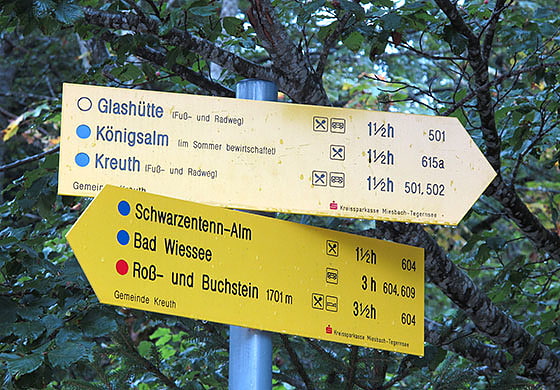 Glashütte (Fuß- und Radweg) 1½h 501
Königsalm (im Sommer bewirtschaftet) 1½h 615a
Kreuth (Fuß- und Radweg) 1½h 501, 502
Gemeinde Kreuth Kreissparkasse Miesbach-Tegernsee
Schwarzentenn-Alm 1½h 604
Bad Wiessee 3 h 604, 609
Roß- und Buchstein 1701 m 3½h 604
Gemeinde Kreuth Kreissparkasse Miesbach-Tegernsee